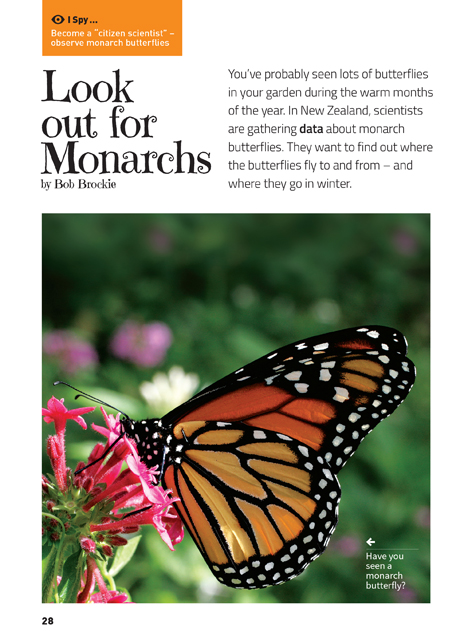 I Spy ...
Become a “citizen scientist” –
observe monarch butterflies
Look
out for
Monarchs
by Bob Brockie
You’ve probably seen lots of butterflies
in your garden during the warm months
of the year. In New Zealand, scientists
are gathering data about monarch
butterflies. They want to find out where
the butterflies fly to and from – and
where they go in winter.
Have you
seen a
monarch
butterfly?
28